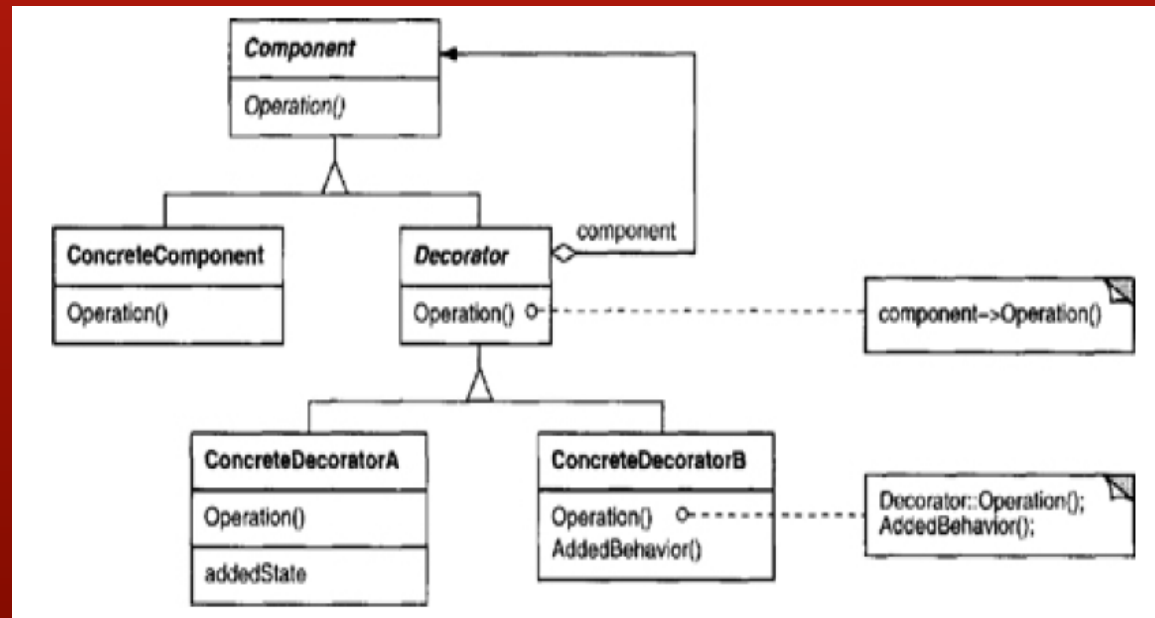 Component
Operation()
ConcreteComponent
Operation()
Decorator
Operation()
component
component->Operation()
ConcreteDecoratorA
Operation()
addedState
ConcreteDecoratorB
Operation()
AddedBehavior()
Decorator::Operation();
AddedBehavior();